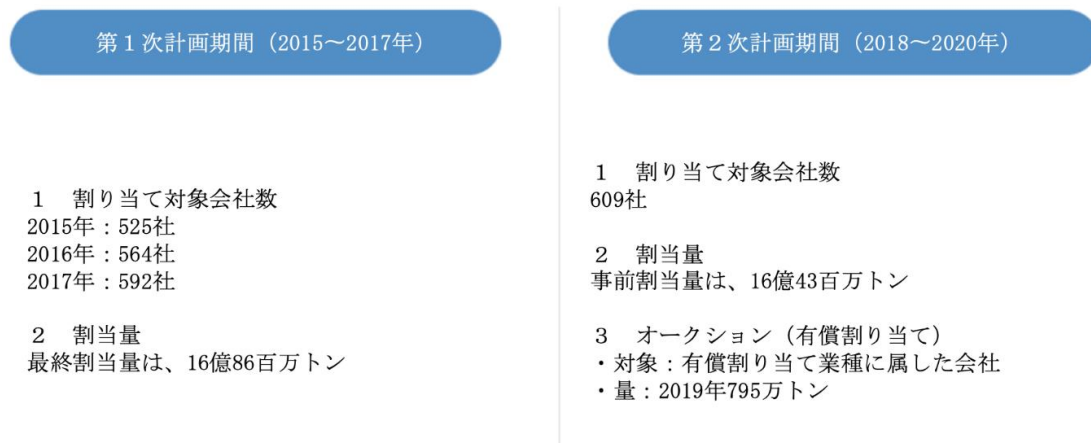 第１次計画期間（2015～2017年）
１　割り当て対象会社数
2015年：525社
2016年：564社
2017年：592社
２　割当量
最終割当量は、16億86百万トン
第２次計画期間（2018～2020年）
１　割り当て対象会社数
609社
２　割当量
事前割当量は、16億43百万トン
３　オークション（有償割り当て）
・対象：有償割り当て業種に属した会社
・量：2019年795万トン